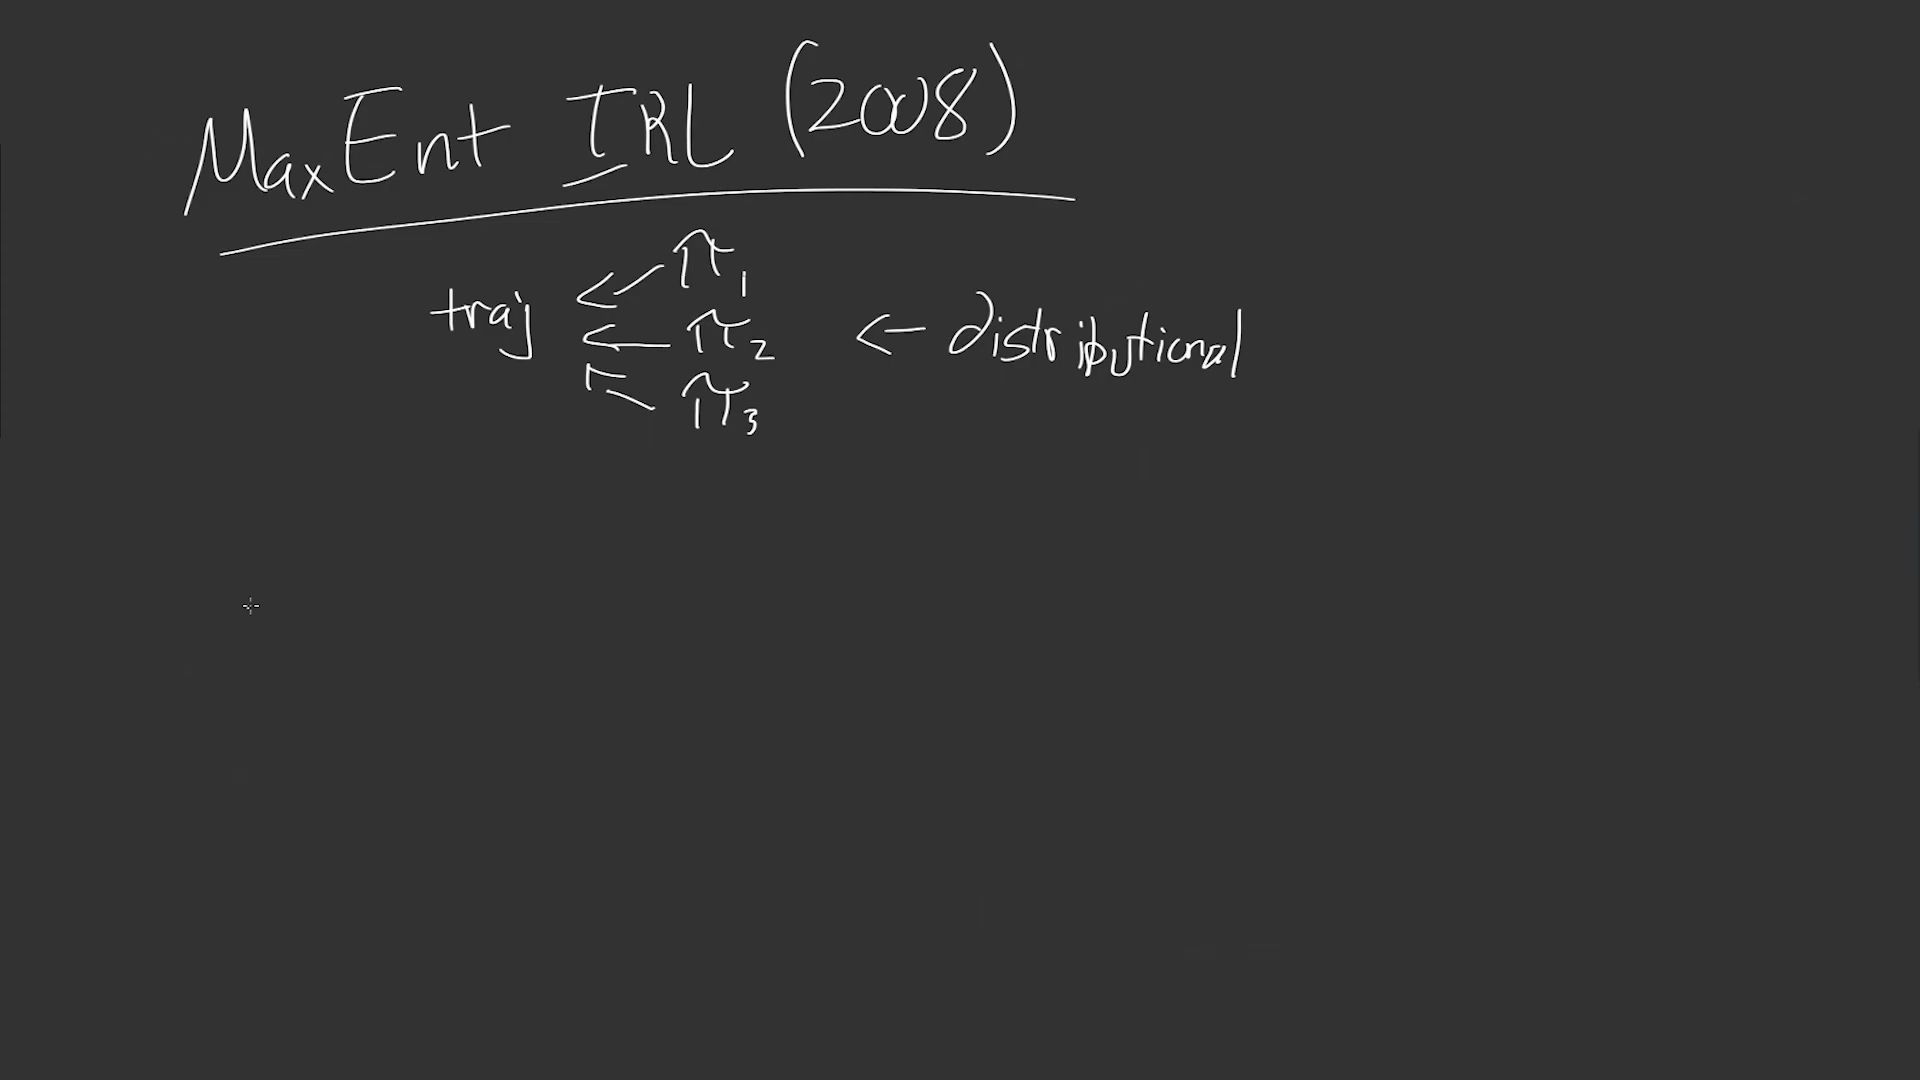 MaxEnt IRL (2008)
π1
traj ← π2 ← distributional
π3